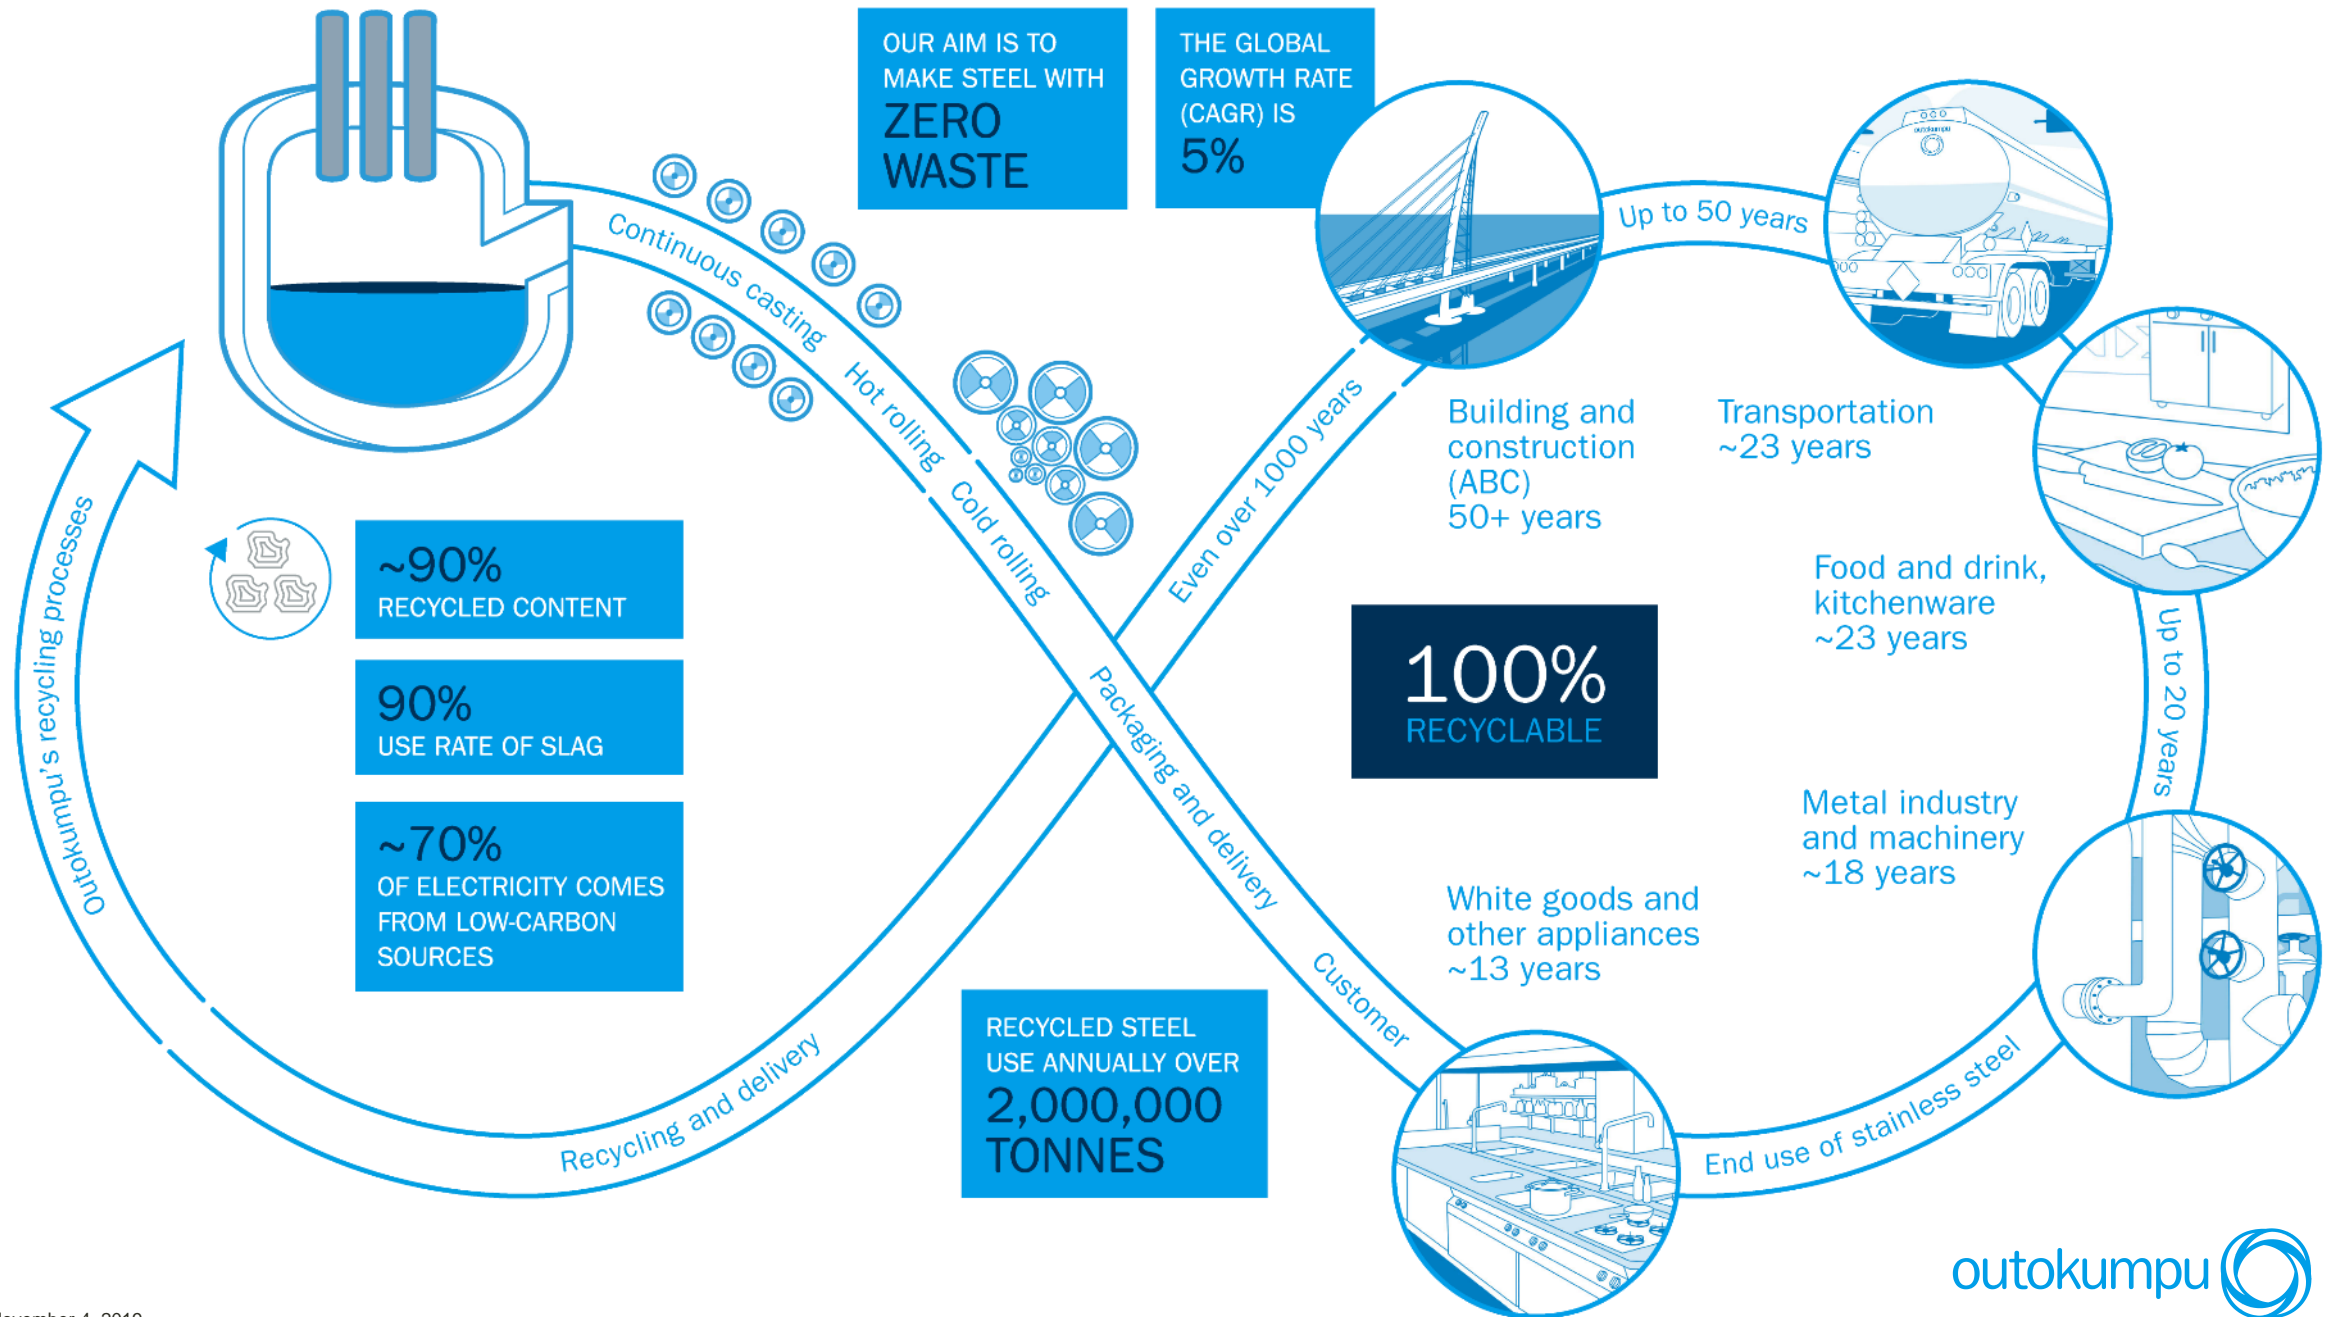 OUR AIM IS TO
MAKE STEEL WITH
ZERO
WASTE
THE GLOBAL
GROWTH RATE
(CAGR) IS
5%
Continuous casting
Hot rolling
Cold rolling
Packaging and delivery
Customer
End use of stainless steel
Up to 20 years
Up to 50 years
Even over 1000 years
Recycling and delivery
Outokumpu's recycling processes
outokumpu
Building and
construction
(ABC)
50+ years
Transportation
~23 years
Food and drink,
kitchenware
~23 years
Metal industry
and machinery
~18 years
White goods and
other appliances
~13 years
~90%
RECYCLED CONTENT
90%
USE RATE OF SLAG
~70%
OF ELECTRICITY COMES
FROM LOW-CARBON
SOURCES
100%
RECYCLABLE
RECYCLED STEEL
USE ANNUALLY OVER
2,000,000
TONNES
outokumpu